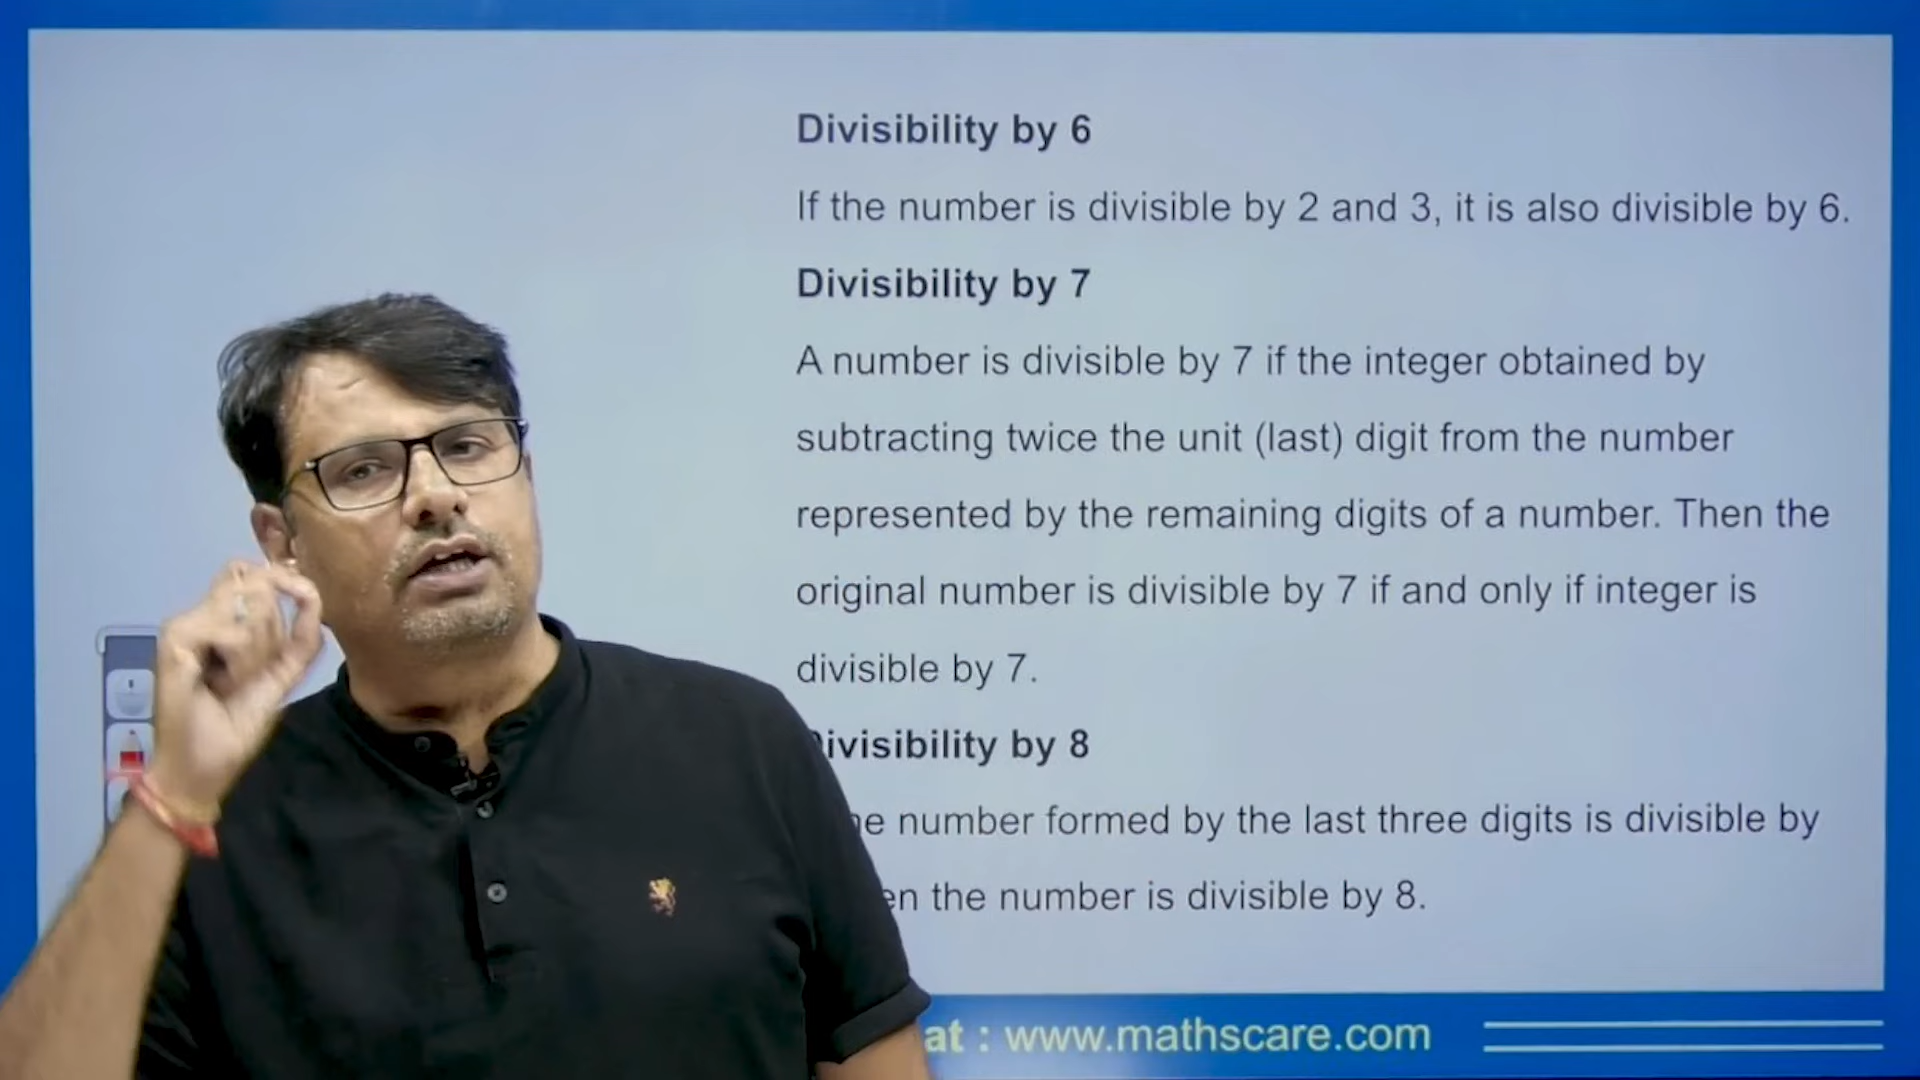 Divisibility by 6
If the number is divisible by 2 and 3, it is also divisible by 6.
Divisibility by 7
A number is divisible by 7 if the integer obtained by
subtracting twice the unit (last) digit from the number
represented by the remaining digits of a number. Then the
original number is divisible by 7 if and only if integer is
divisible by 7.
ivisibility by 8
number formed by the last three digits is divisible by
the number is divisible by 8.
at : www.mathscare.com